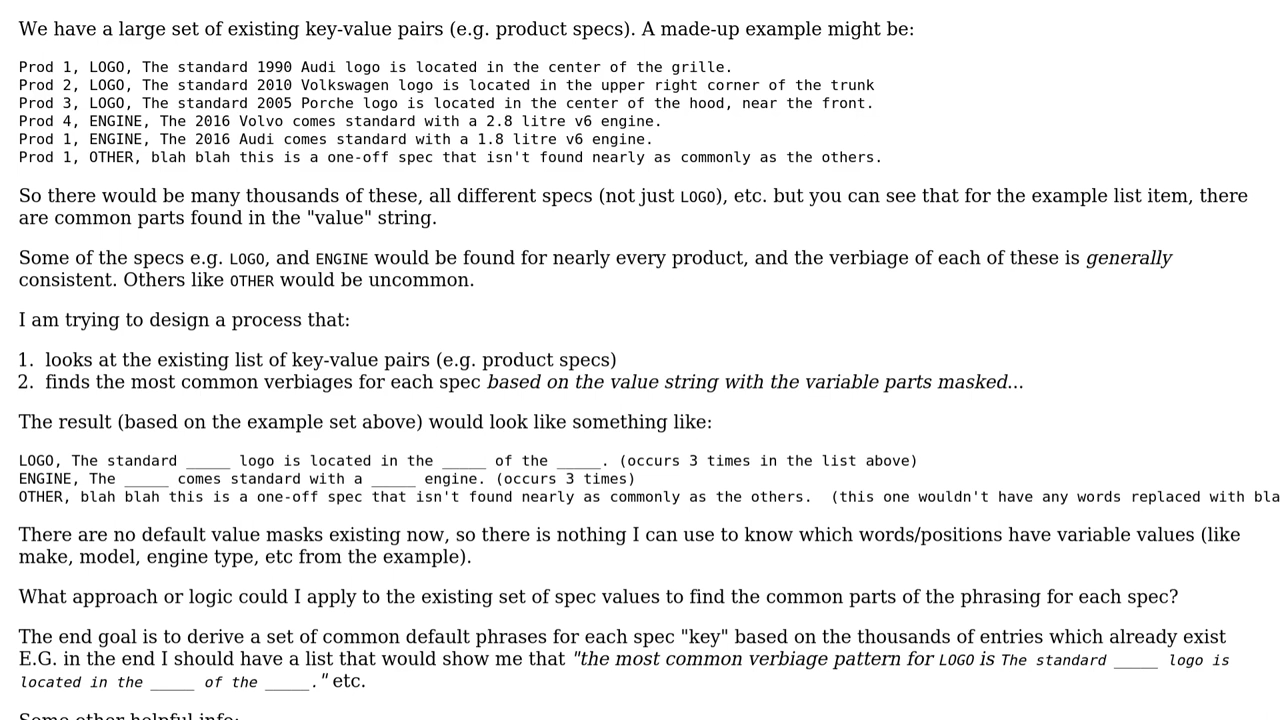 We have a large set of existing key-value pairs (e.g. product specs). A made-up example might be:
Prod 1, LOGO, The standard 1990 Audi logo is located in the center of the grille.
Prod 2, LOGO, The standard 2010 Volkswagen logo is located in the upper right corner of the trunk
Prod 3, LOGO, The standard 2005 Porche logo is located in the center of the hood, near the front.
Prod 4, ENGINE, The 2016 Volvo comes standard with a 2.8 litre v6 engine.
Prod 1, ENGINE, The 2016 Audi comes standard with a 1.8 litre v6 engine.
Prod 1, OTHER, blah blah this is a one-off spec that isn't found nearly as commonly as the others.
So there would be many thousands of these, all different specs (not just LOGO), etc. but you can see that for the example list item, there
are common parts found in the "value" string.
Some of the specs e.g. LOGO, and ENGINE would be found for nearly every product, and the verbiage of each of these is generally
consistent. Others like OTHER would be uncommon.
I am trying to design a process that:
1. looks at the existing list of key-value pairs (e.g. product specs)
2. finds the most common verbiages for each spec based on the value string with the variable parts masked...
The result (based on the example set above) would look like something like:
LOGO, The standard _____ logo is located in the _____ of the _____. (occurs 3 times in the list above)
ENGINE, The _____ comes standard with a _____ engine. (occurs 3 times)
OTHER, blah blah this is a one-off spec that isn't found nearly as commonly as the others.  (this one wouldn't have any words replaced with bla
There are no default value masks existing now, so there is nothing I can use to know which words/positions have variable values (like
make, model, engine type, etc from the example).
What approach or logic could I apply to the existing set of spec values to find the common parts of the phrasing for each spec?
The end goal is to derive a set of common default phrases for each spec "key" based on the thousands of entries which already exist
E.G. in the end I should have a list that would show me that "the most common verbiage pattern for LOGO is The standard _____ logo is
located in the _____ of the _____." etc.
Some other helpful info: